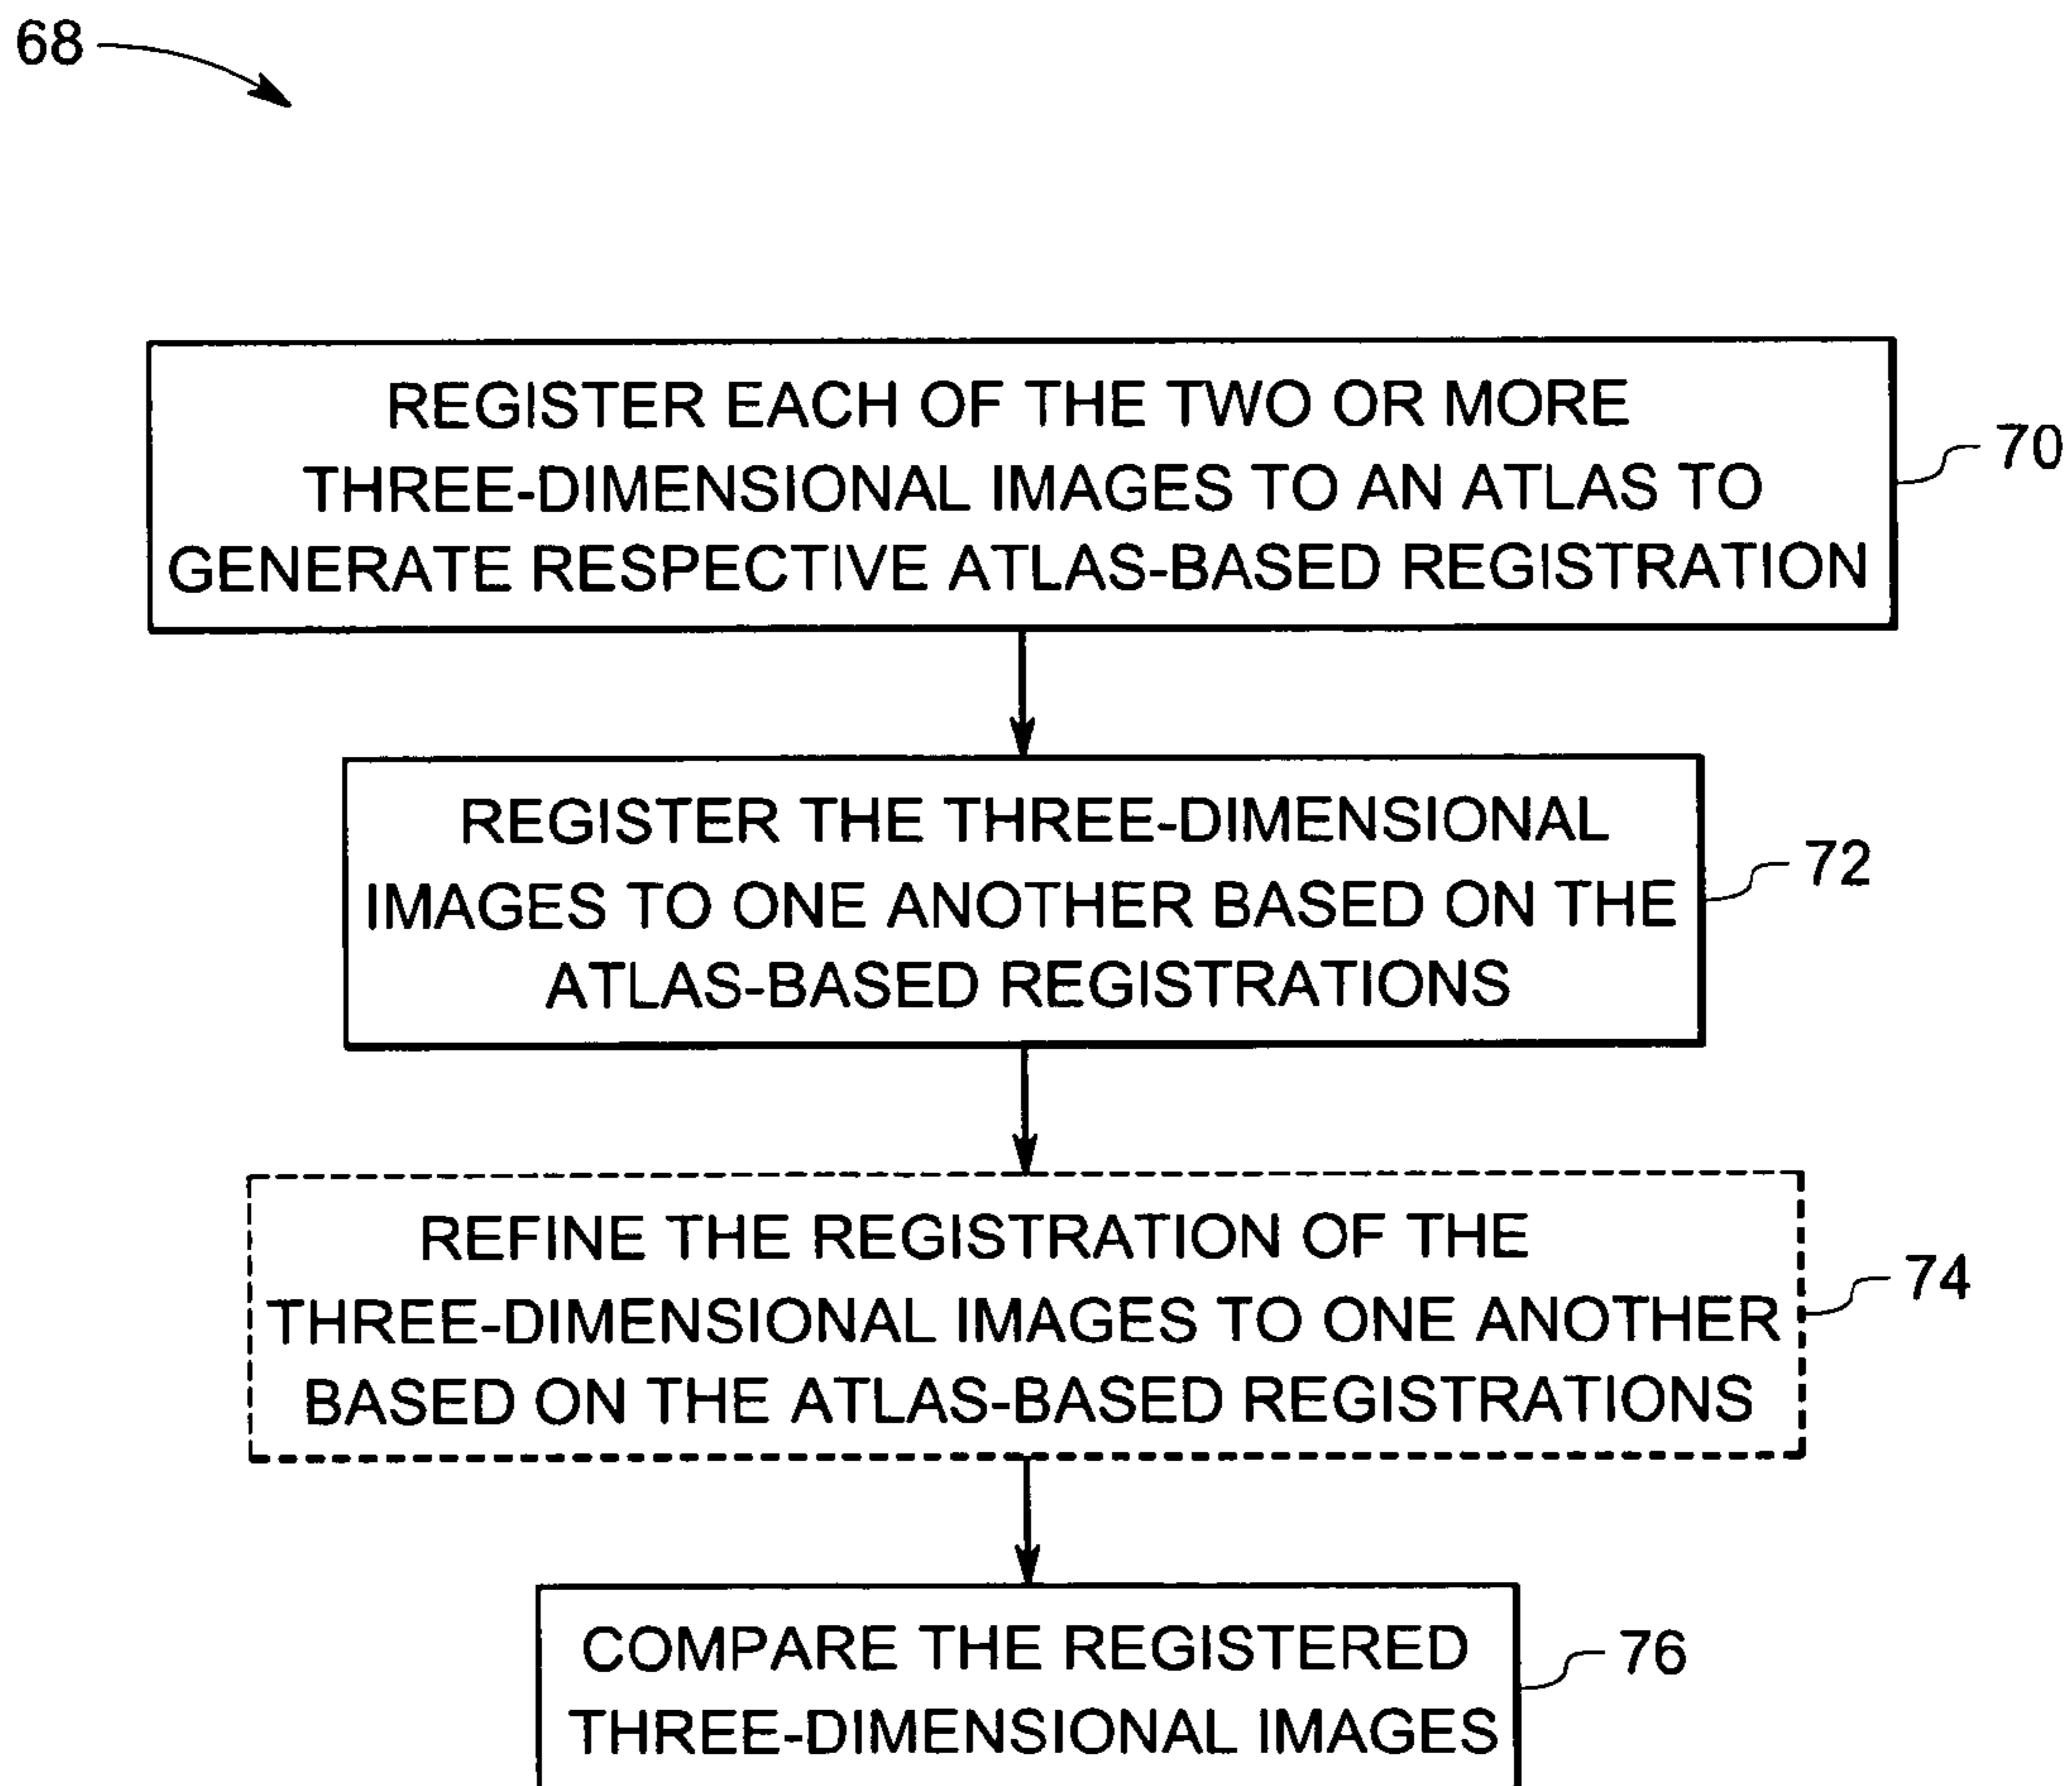 68
REGISTER EACH OF THE TWO OR MORE
THREE-DIMENSIONAL IMAGES TO AN ATLAS TO
GENERATE RESPECTIVE ATLAS-BASED REGISTRATION
70
REGISTER THE THREE-DIMENSIONAL
IMAGES TO ONE ANOTHER BASED ON THE
ATLAS-BASED REGISTRATIONS
72
REFINE THE REGISTRATION OF THE
THREE-DIMENSIONAL IMAGES TO ONE ANOTHER
BASED ON THE ATLAS-BASED REGISTRATIONS
74
COMPARE THE REGISTERED
THREE-DIMENSIONAL IMAGES
76